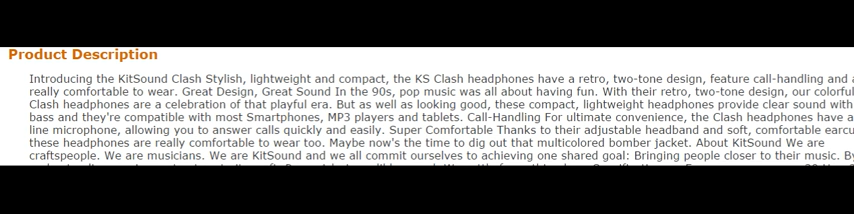 Product Description
Introducing the KitSound Clash Stylish, lightweight and compact, the KS Clash headphones have a retro, two-tone design, feature call-handling and a
really comfortable to wear. Great Design, Great Sound In the 90s, pop music was all about having fun. With their retro, two-tone design, our colorful
Clash headphones are a celebration of that playful era. But as well as looking good, these compact, lightweight headphones provide clear sound with
bass and they're compatible with most Smartphones, MP3 players and tablets. Call-Handling For ultimate convenience, the Clash headphones have a
line microphone, allowing you to answer calls quickly and easily. Super Comfortable Thanks to their adjustable headband and soft, comfortable earcu
these headphones are really comfortable to wear too. Maybe now's the time to dig out that multicolored bomber jacket. About KitSound We are
craftspeople. We are musicians. We are KitSound and we all commit ourselves to achieving one shared goal: Bringing people closer to their music. By